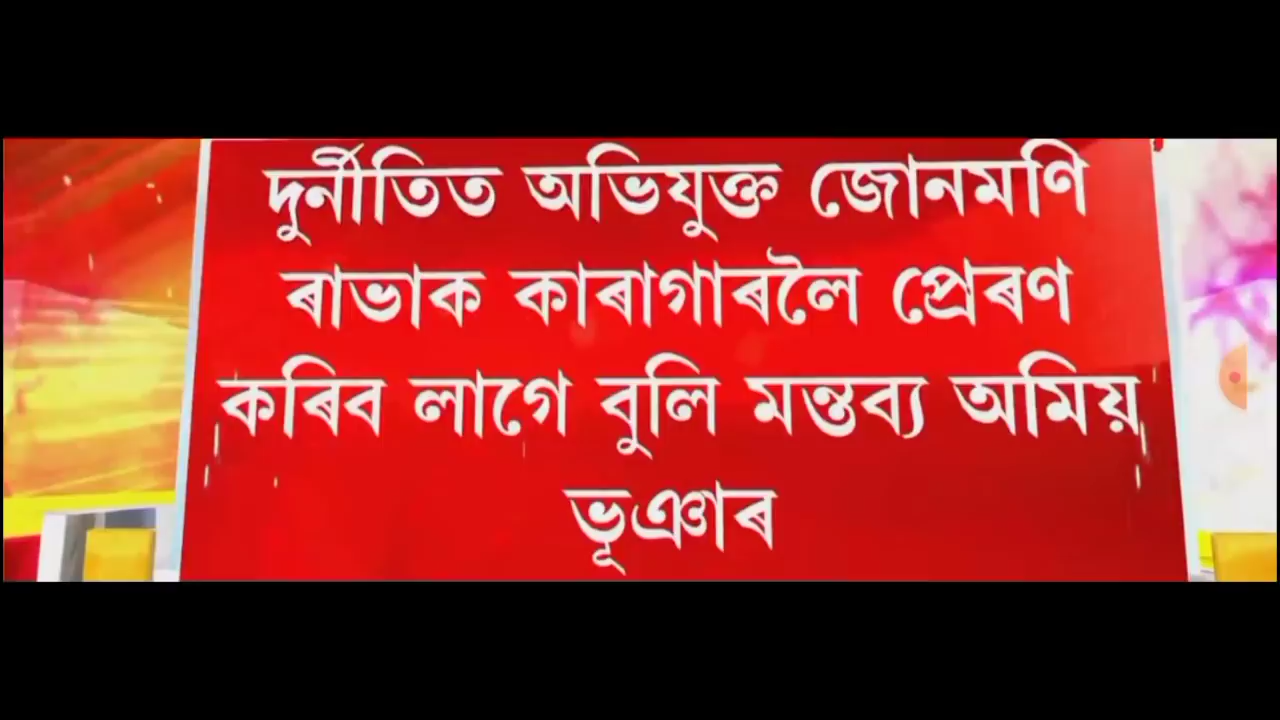 দুৰ্নীতিত অভিযুক্ত জোনমণি
ৰাভাক কাৰাগাৰলৈ প্ৰেৰণ
কৰিব লাগে বুলি মন্তব্য অমিয়
ভূঞাৰ